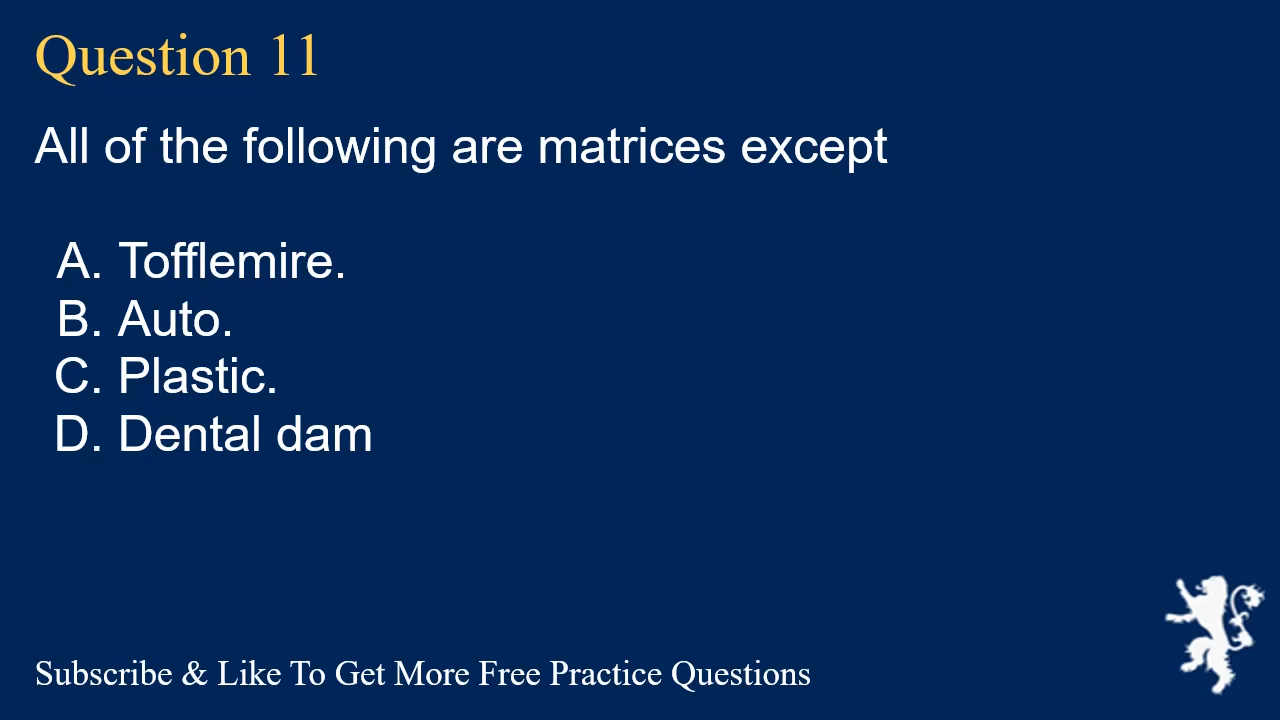 Question 11
All of the following are matrices except
A. Tofflemire.
B. Auto.
C. Plastic.
D. Dental dam
Subscribe & Like To Get More Free Practice Questions